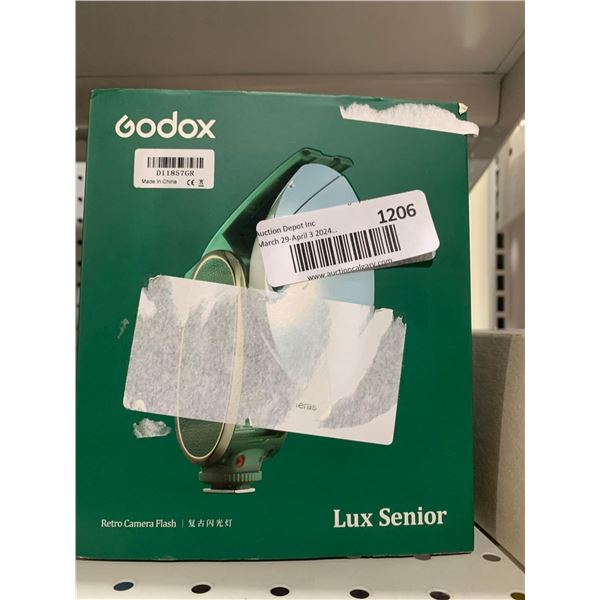 Godox
D11857GR
Made in China CE
Auction Depot Inc
March 29-April 3 2024...
1206
www.auctioncalgary.com
eras
Retro Camera Flash | 复古闪光灯
Lux Senior